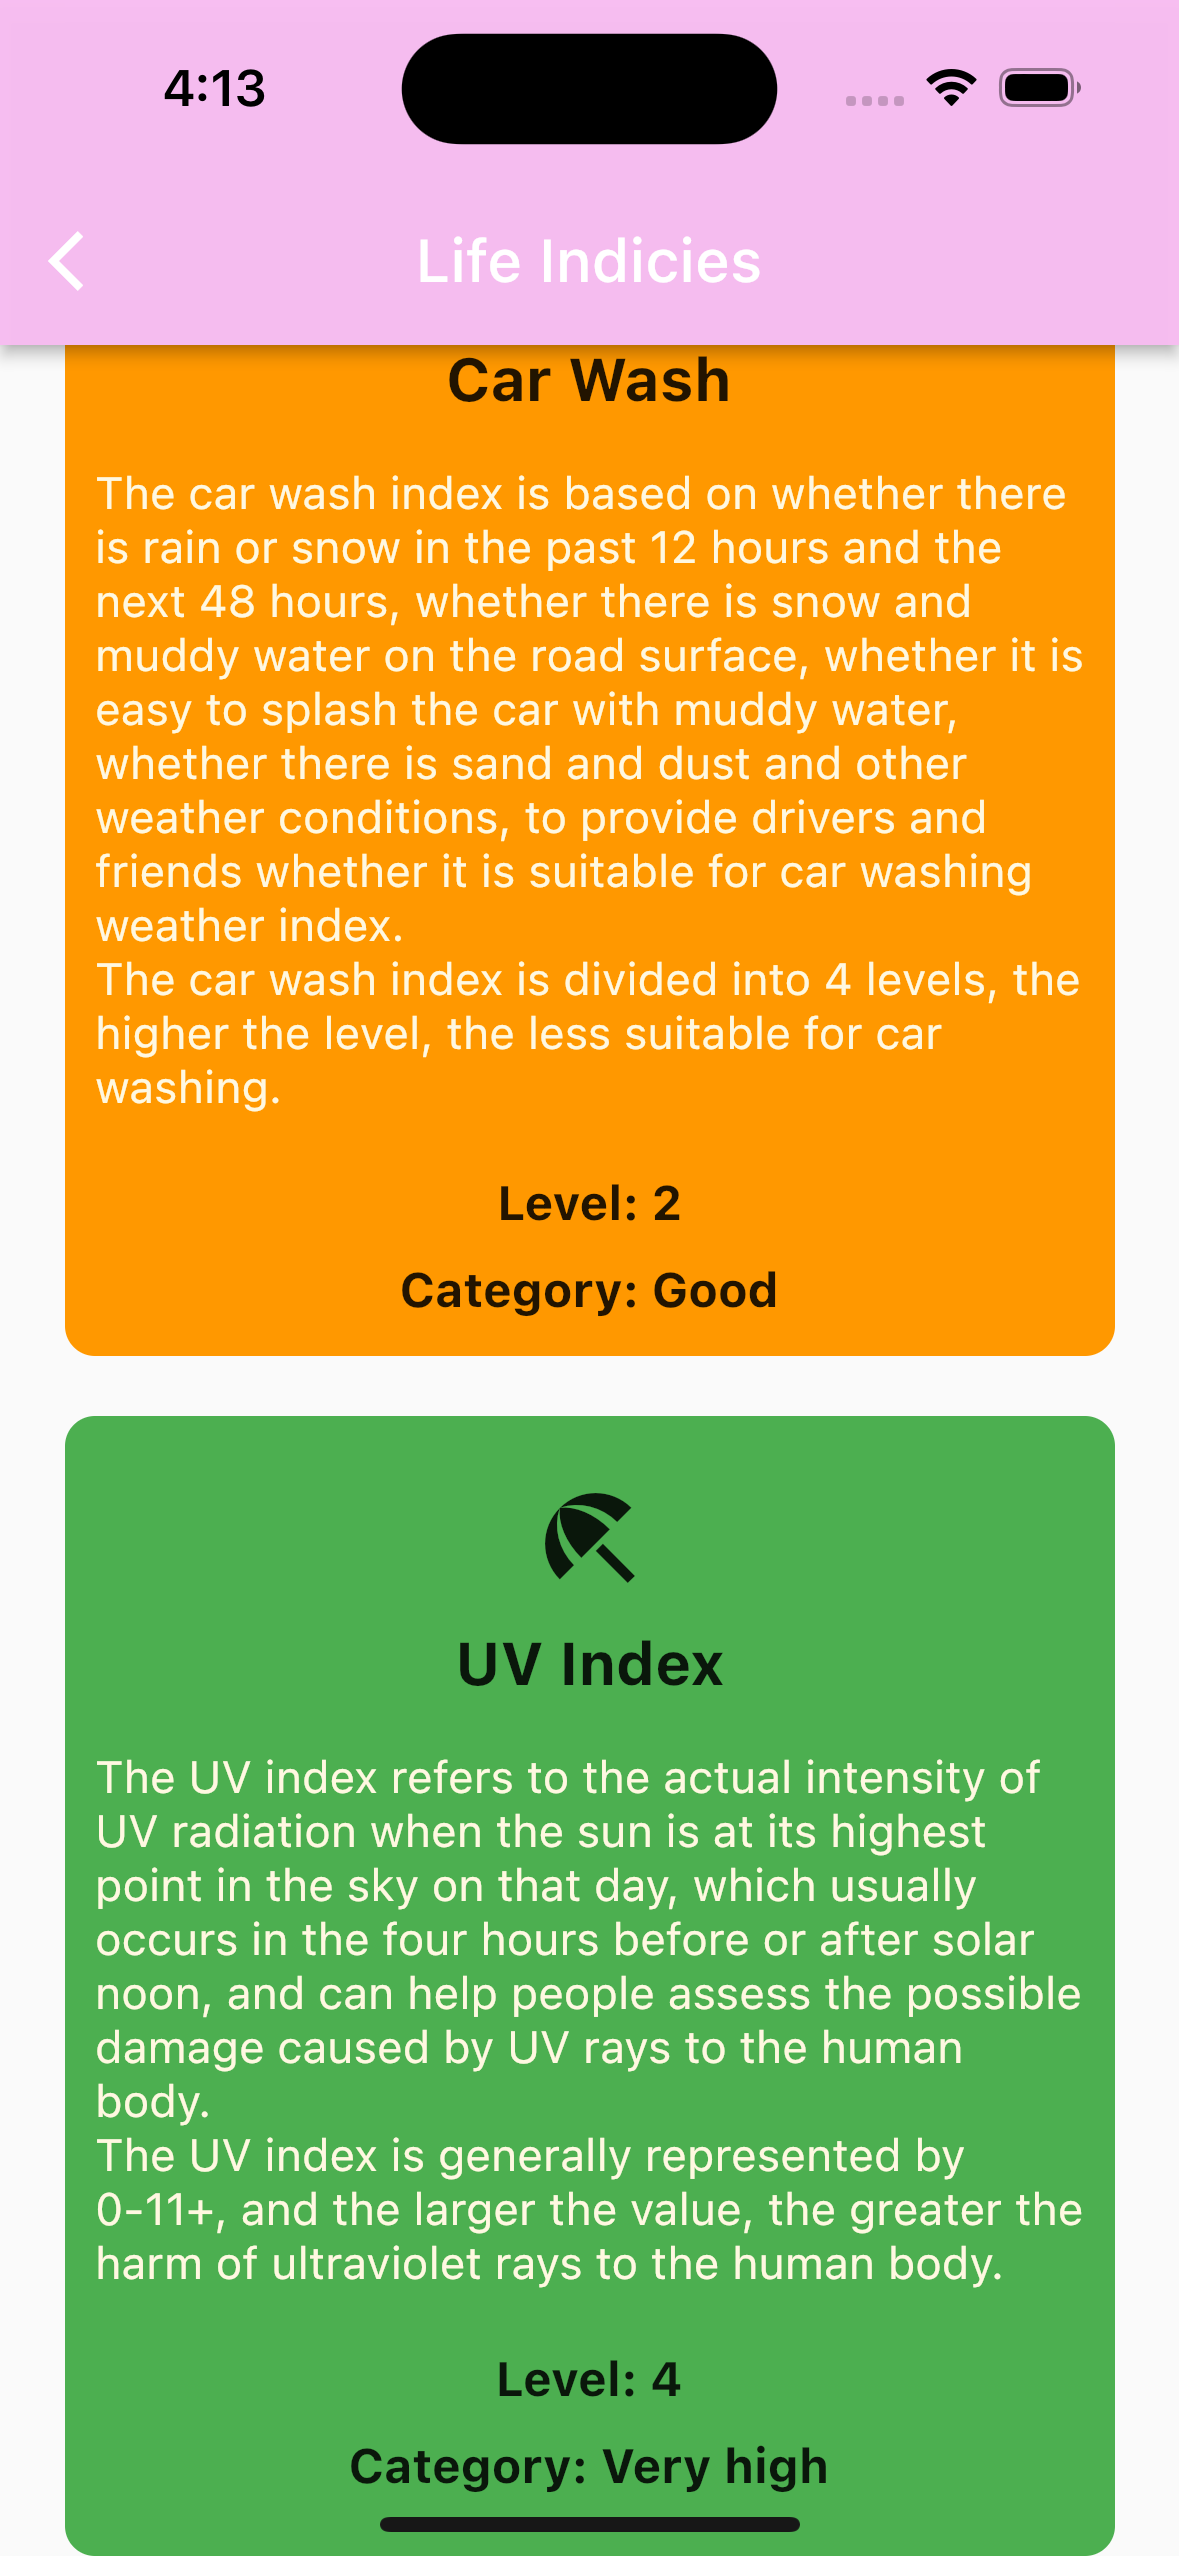 4:13
Life Indicies
Car Wash
The car wash index is based on whether there
is rain or snow in the past 12 hours and the
next 48 hours, whether there is snow and
muddy water on the road surface, whether it is
easy to splash the car with muddy water,
whether there is sand and dust and other
weather conditions, to provide drivers and
friends whether it is suitable for car washing
weather index.
The car wash index is divided into 4 levels, the
higher the level, the less suitable for car
washing.
Level: 2
Category: Good
UV Index
The UV index refers to the actual intensity of
UV radiation when the sun is at its highest
point in the sky on that day, which usually
occurs in the four hours before or after solar
noon, and can help people assess the possible
damage caused by UV rays to the human
body.
The UV index is generally represented by
0-11+, and the larger the value, the greater the
harm of ultraviolet rays to the human body.
Level: 4
Category: Very high